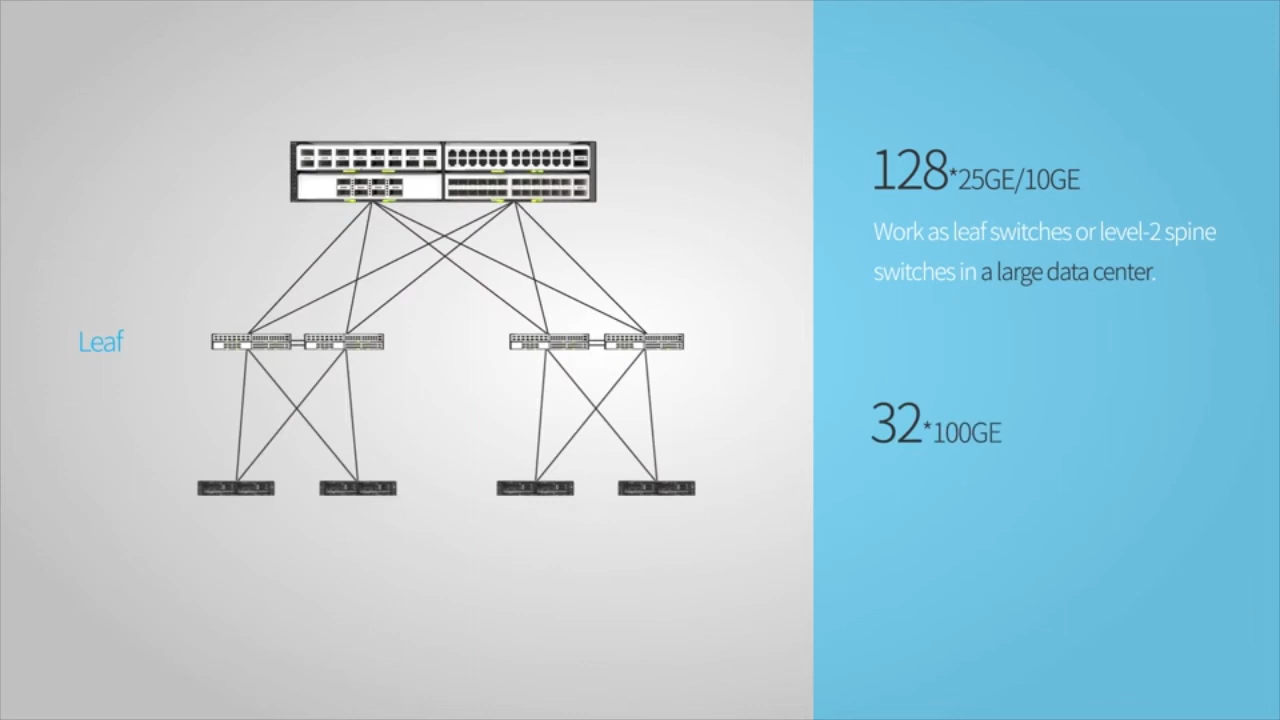 Leaf
128*25GE/10GE
Work as leaf switches or level-2 spine
switches in a large data center.
32*100GE